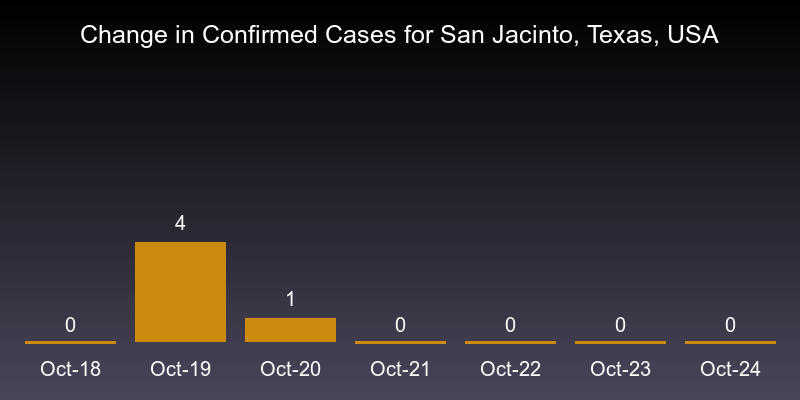 Change in Confirmed Cases for San Jacinto, Texas, USA
4
1
0 0 0 0 0
Oct-18 Oct-19 Oct-20 Oct-21 Oct-22 Oct-23 Oct-24